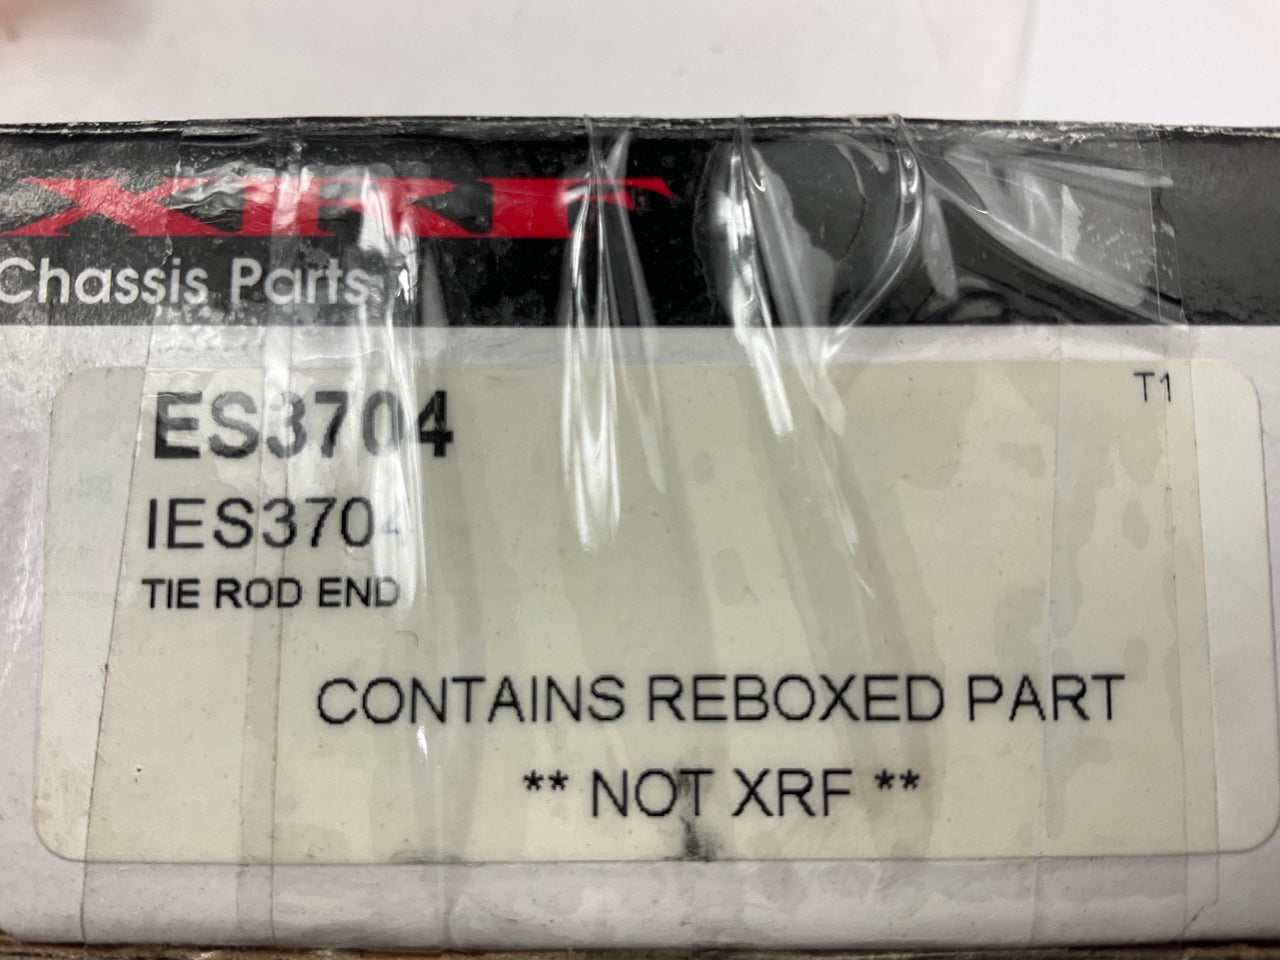 XRF
Chassis Parts
T1
ES3704
IES3704
TIE ROD END
CONTAINS REBOXED PART
** NOT XRF **